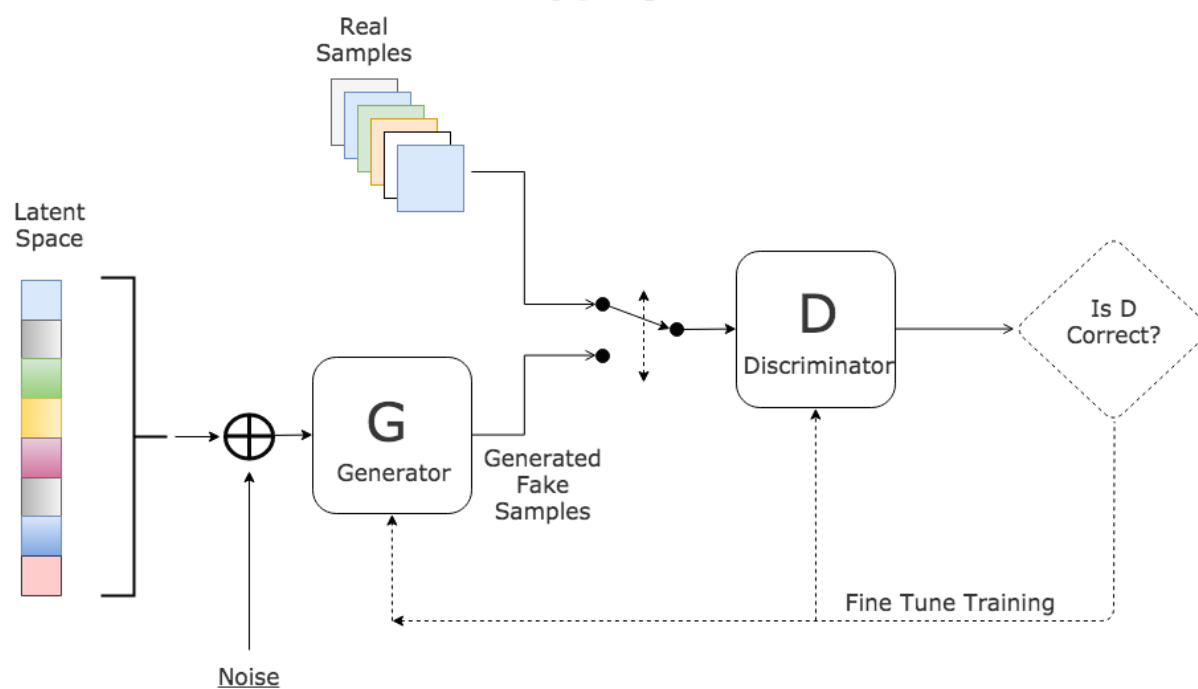 Real
Samples
Latent
Space
Is D
Correct?
D
Discriminator
G
Generator
Generated
Fake
Samples
Fine Tune Training
Noise